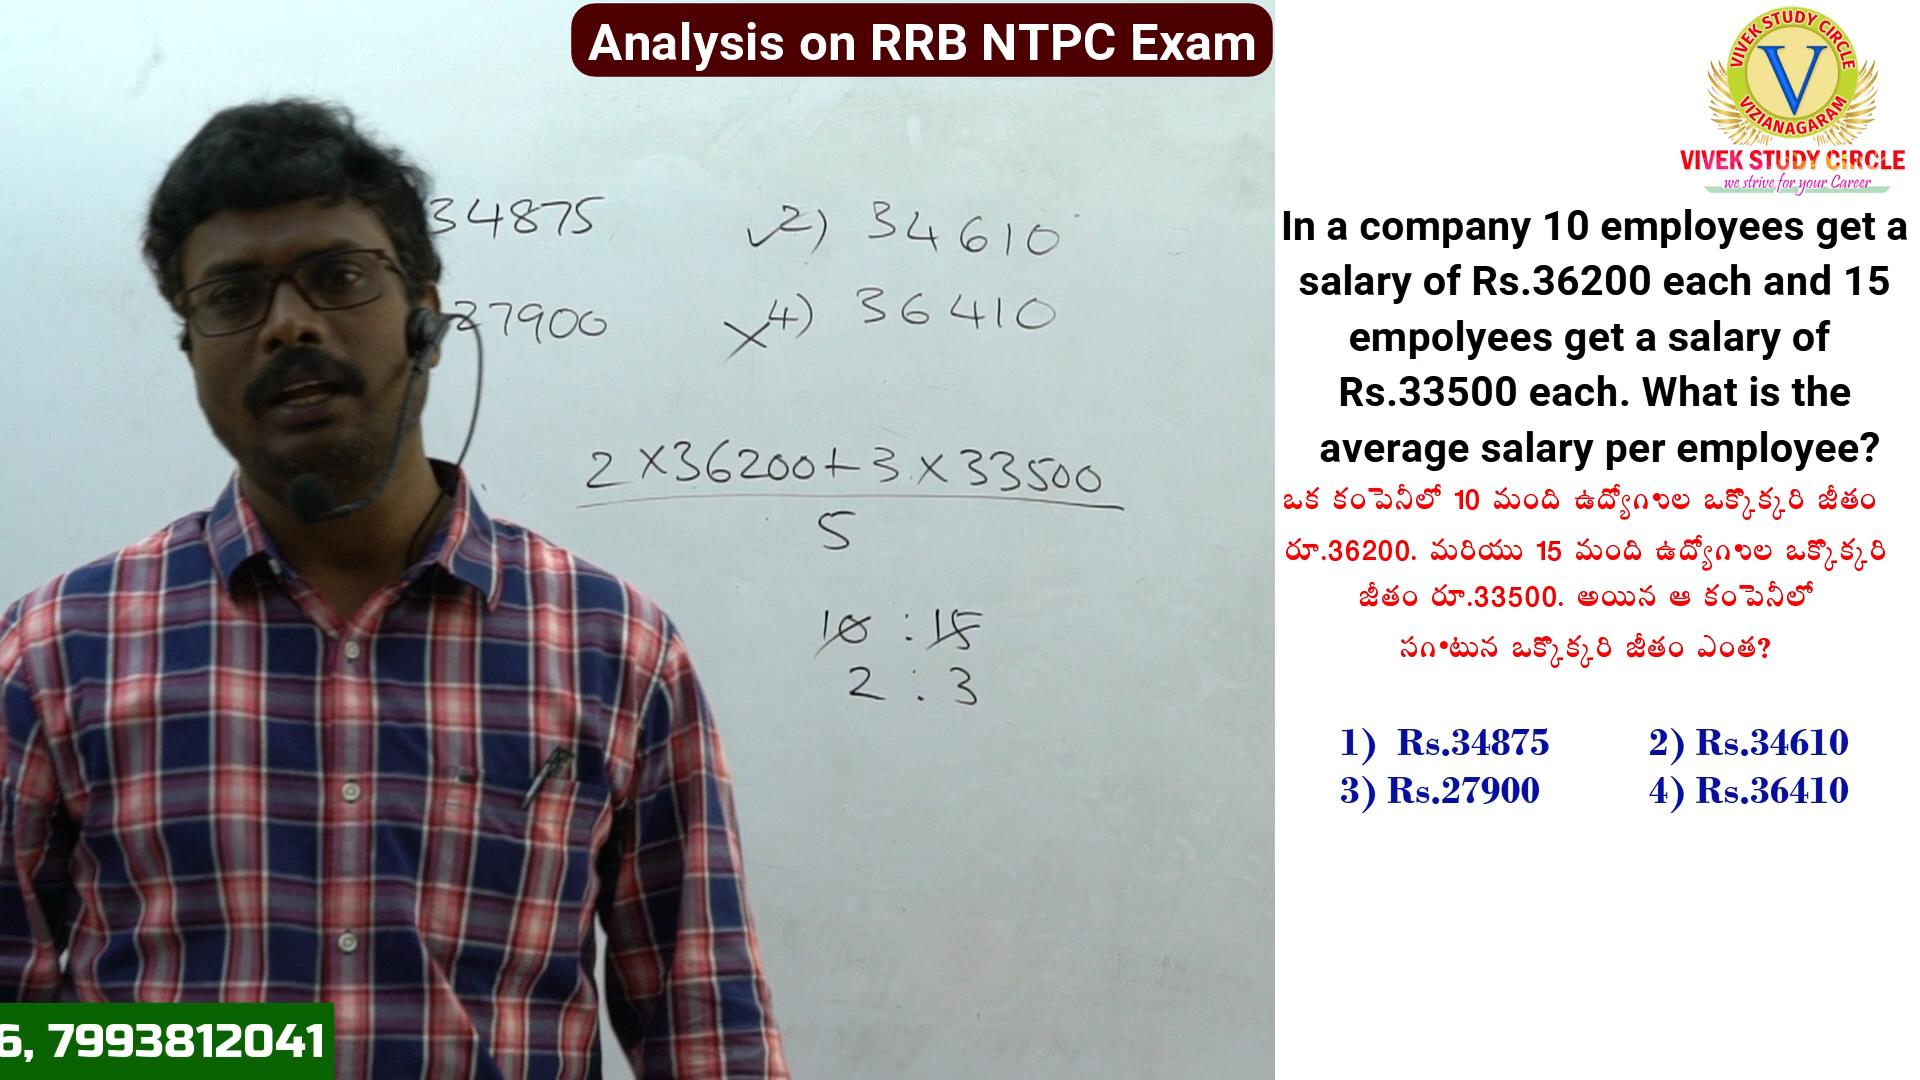 Analysis on RRB NTPC Exam
VIVEK STUDY CIRCLE
V
VIZIANAGARAM
VIVEK STUDY CIRCLE
we strive for your Career
34875
2) 34610
27900
4) 36410
2 x 36200 + 3 x 33500
5
10 : 15
2 : 3
In a company 10 employees get a
salary of Rs.36200 each and 15
empolyees get a salary of
Rs.33500 each. What is the
average salary per employee?
ఒక కంపెనీలో 10 మంది ఉద్యోగుల ఒక్కొక్కరి జీతం
రూ.36200. మరియు 15 మంది ఉద్యోగుల ఒక్కొక్కరి
జీతం రూ.33500. అయిన ఆ కంపెనీలో
సగటున ఒక్కొక్కరి జీతం ఎంత?
1) Rs.34875
2) Rs.34610
3) Rs.27900
4) Rs.36410
6, 7993812041